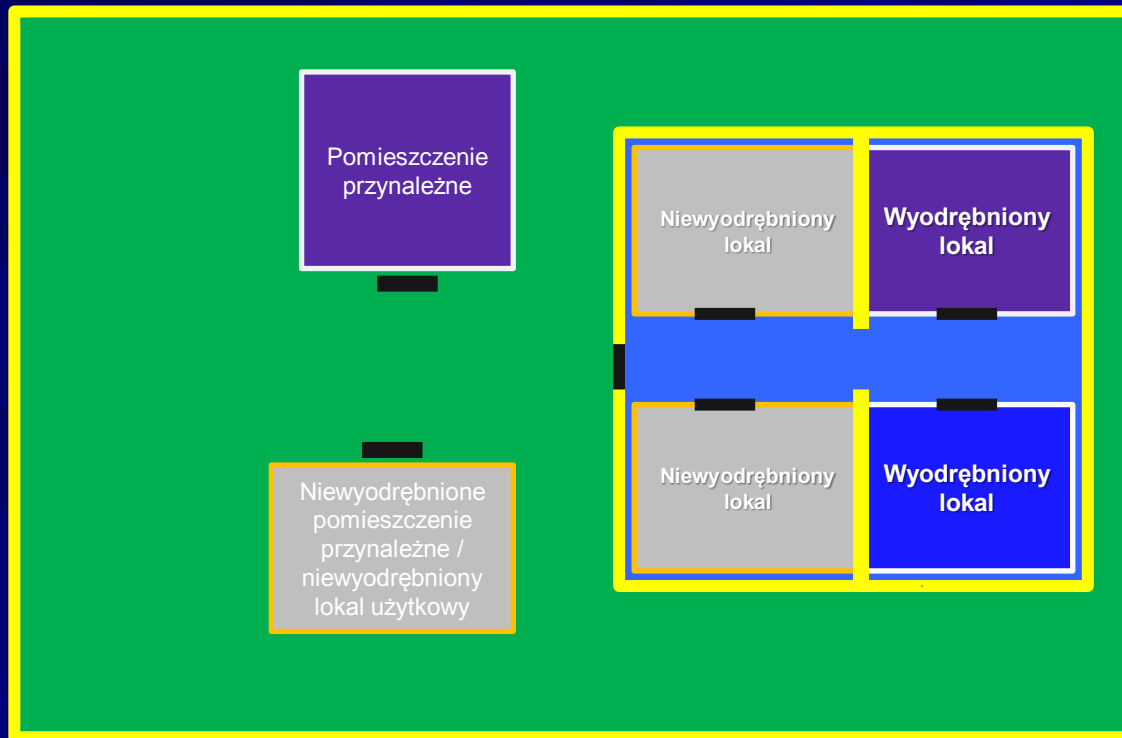 Pomieszczenie
przynależne
Niewyodrębniony
lokal
Wyodrębniony
lokal
Niewyodrębniony
lokal
Wyodrębniony
lokal
Niewyodrębnione
pomieszczenie
przynależne /
niewyodrębniony
lokal użytkowy